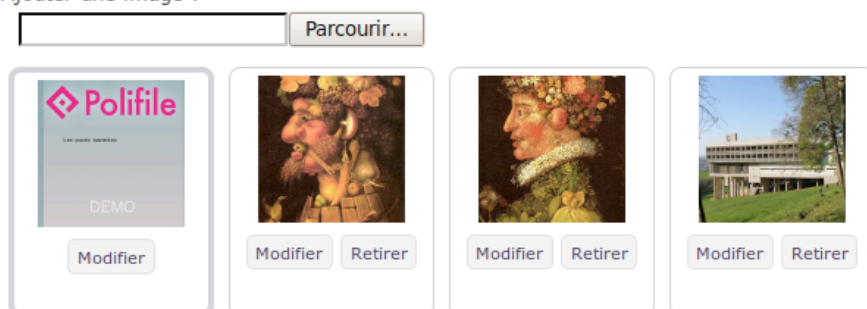 Parcourir...
Polifile
DEMO
Modifier
Modifier Retirer
Modifier Retirer
Modifier Retirer